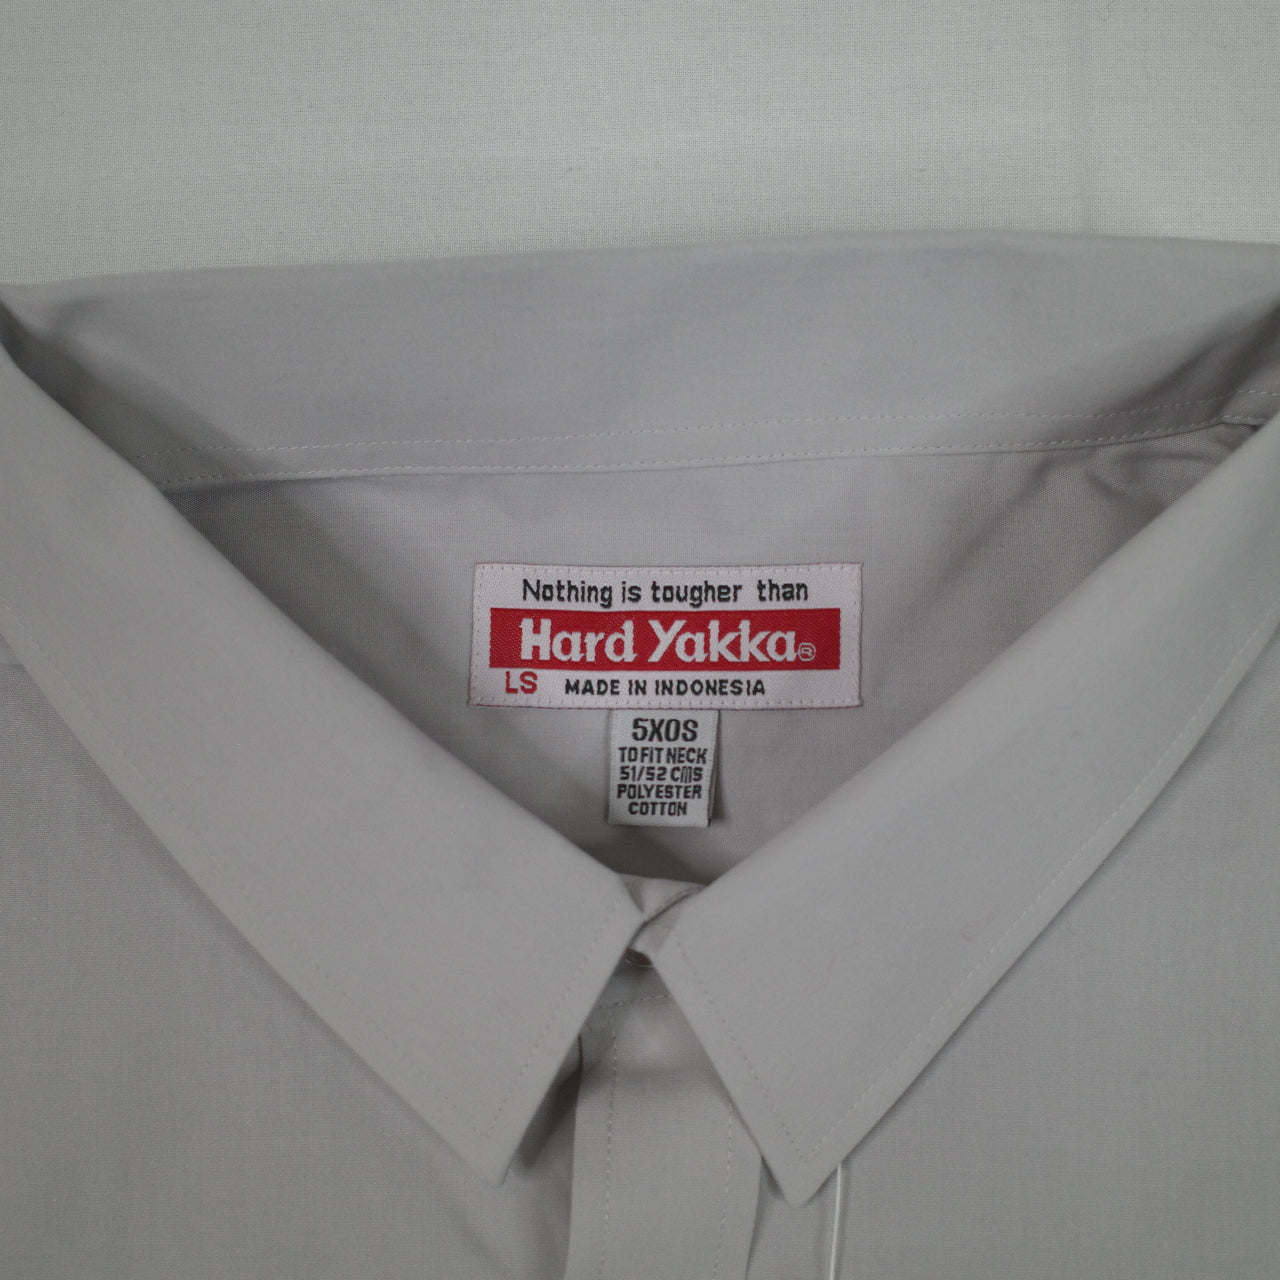 Nothing is tougher than
Hard Yakka®
LS MADE IN INDONESIA
5XOS
TO FIT NECK
51/52 CMS
POLYESTER
COTTON